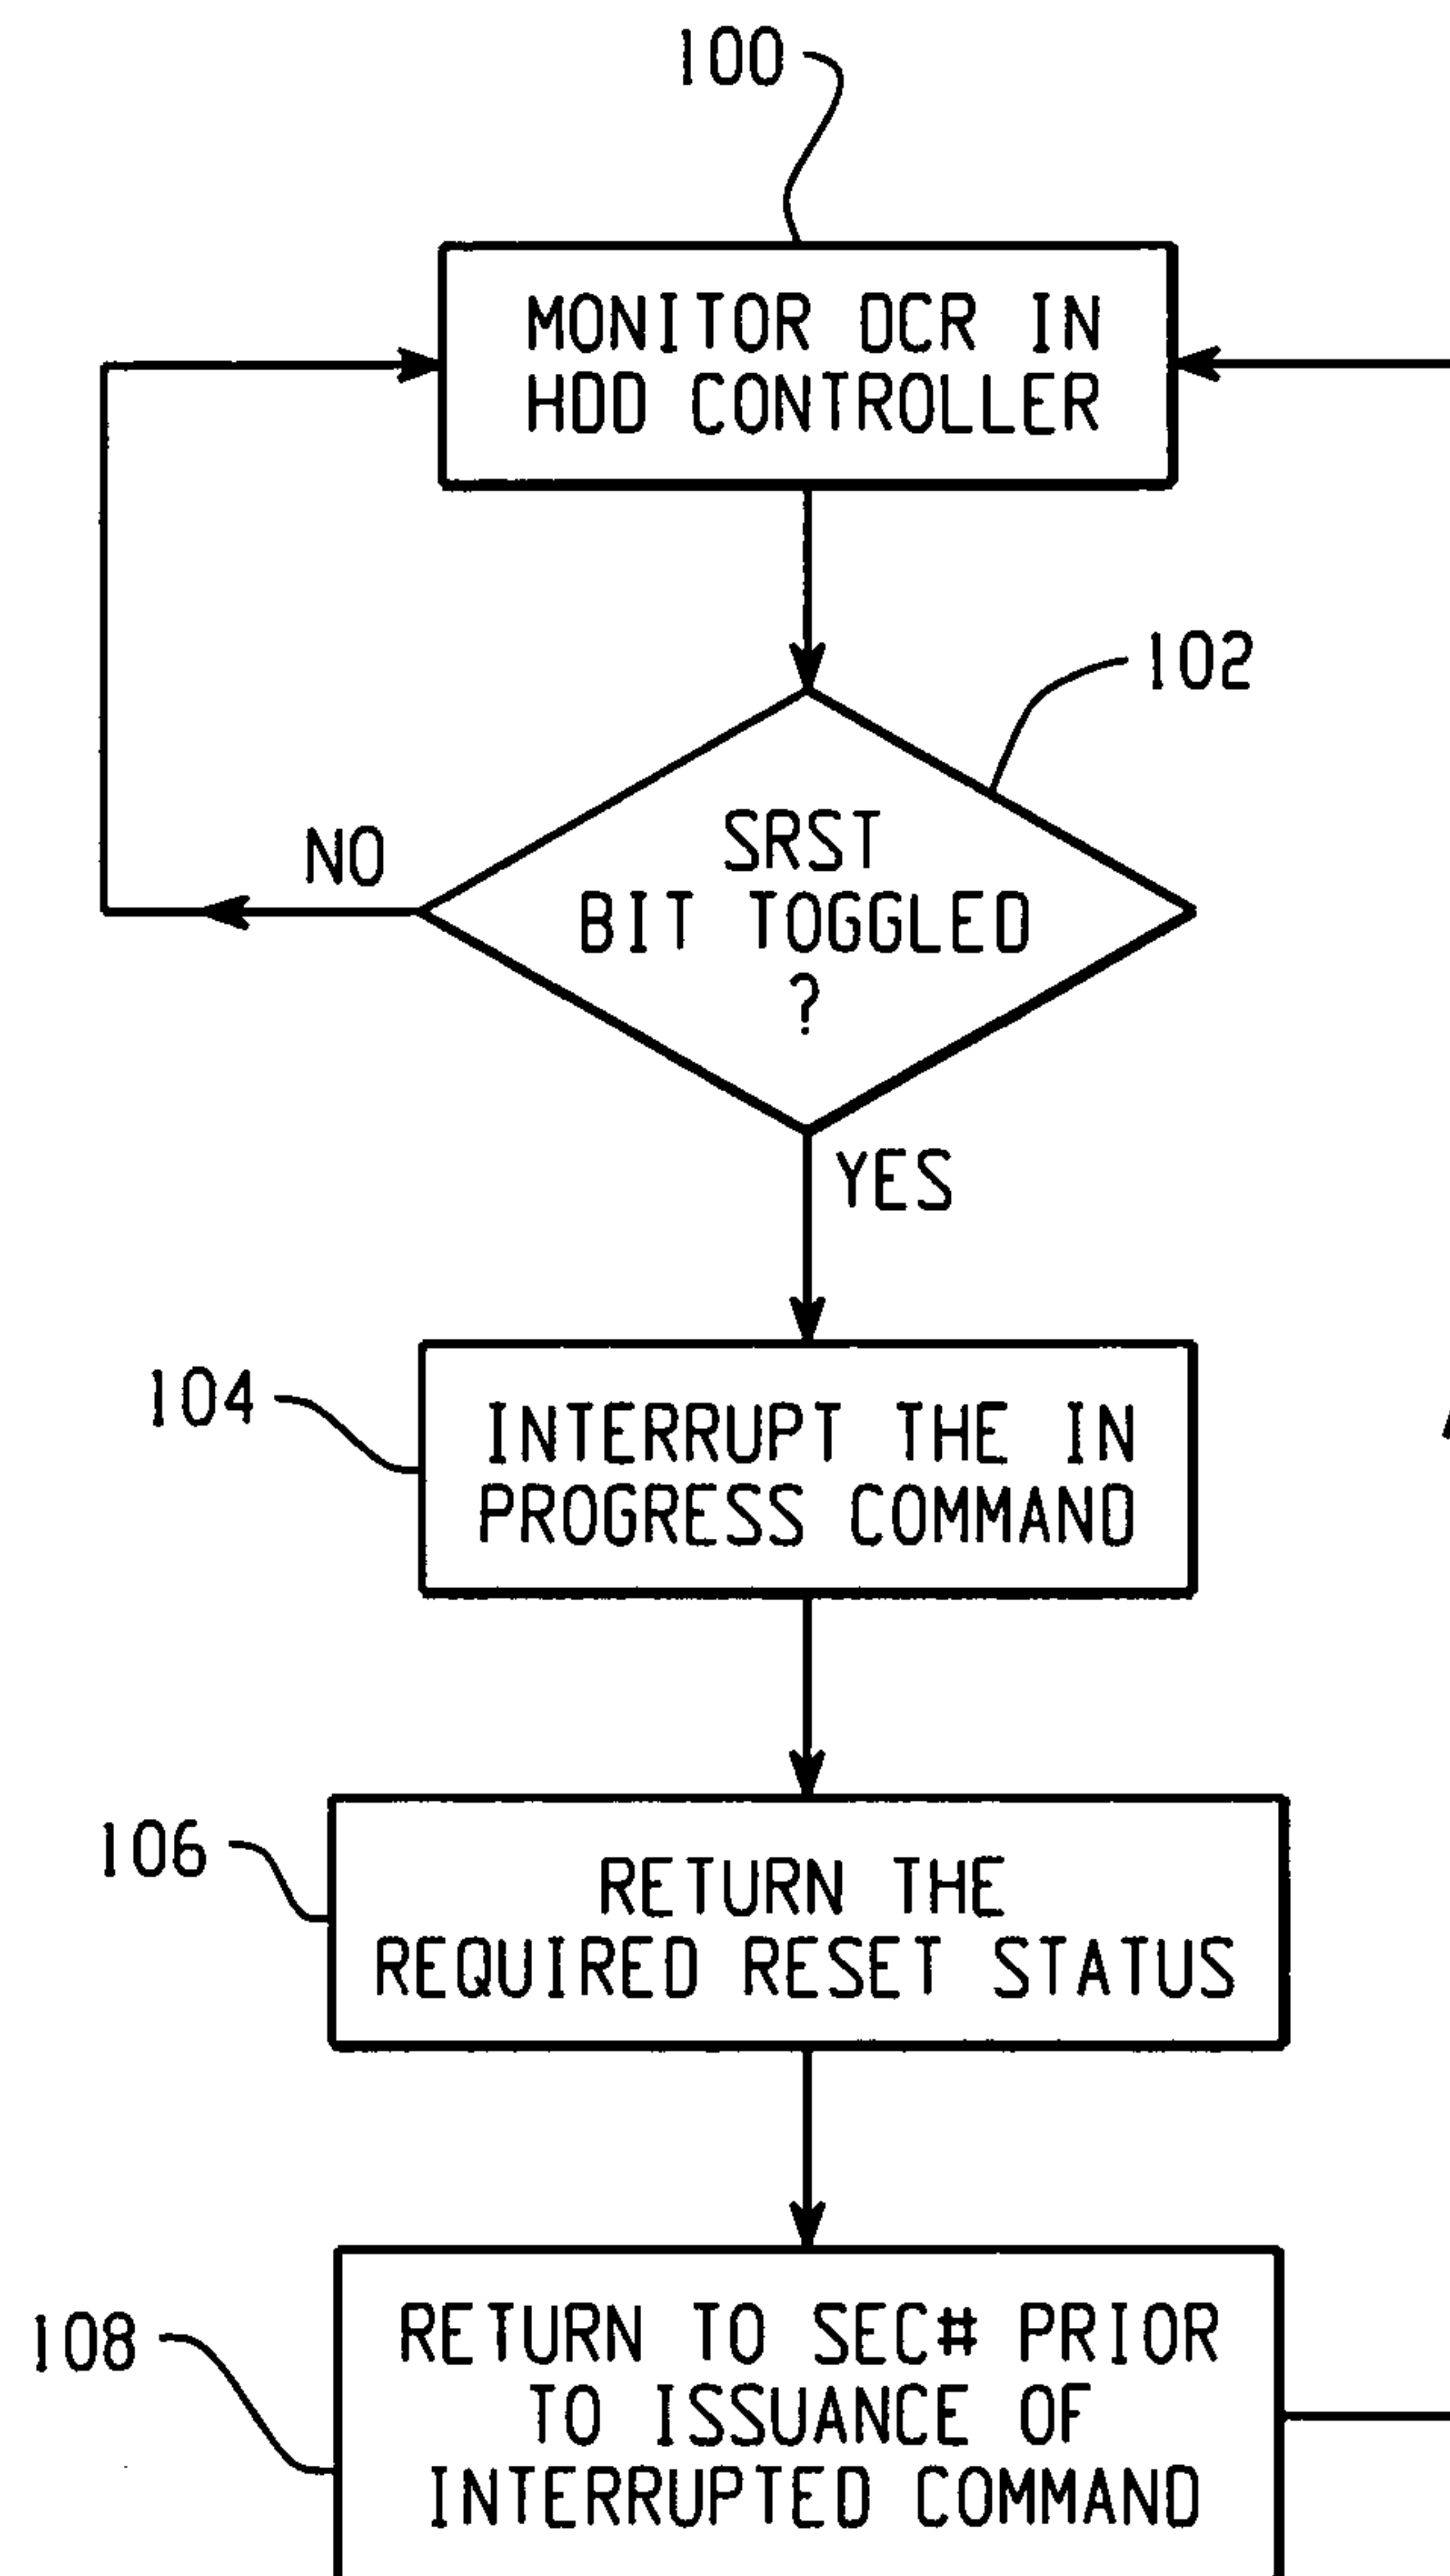 100
MONITOR DCR IN
HDD CONTROLLER
102
SRST
BIT TOGGLED
?
NO
YES
104
INTERRUPT THE IN
PROGRESS COMMAND
106
RETURN THE
REQUIRED RESET STATUS
108
RETURN TO SEC# PRIOR
TO ISSUANCE OF
INTERRUPTED COMMAND